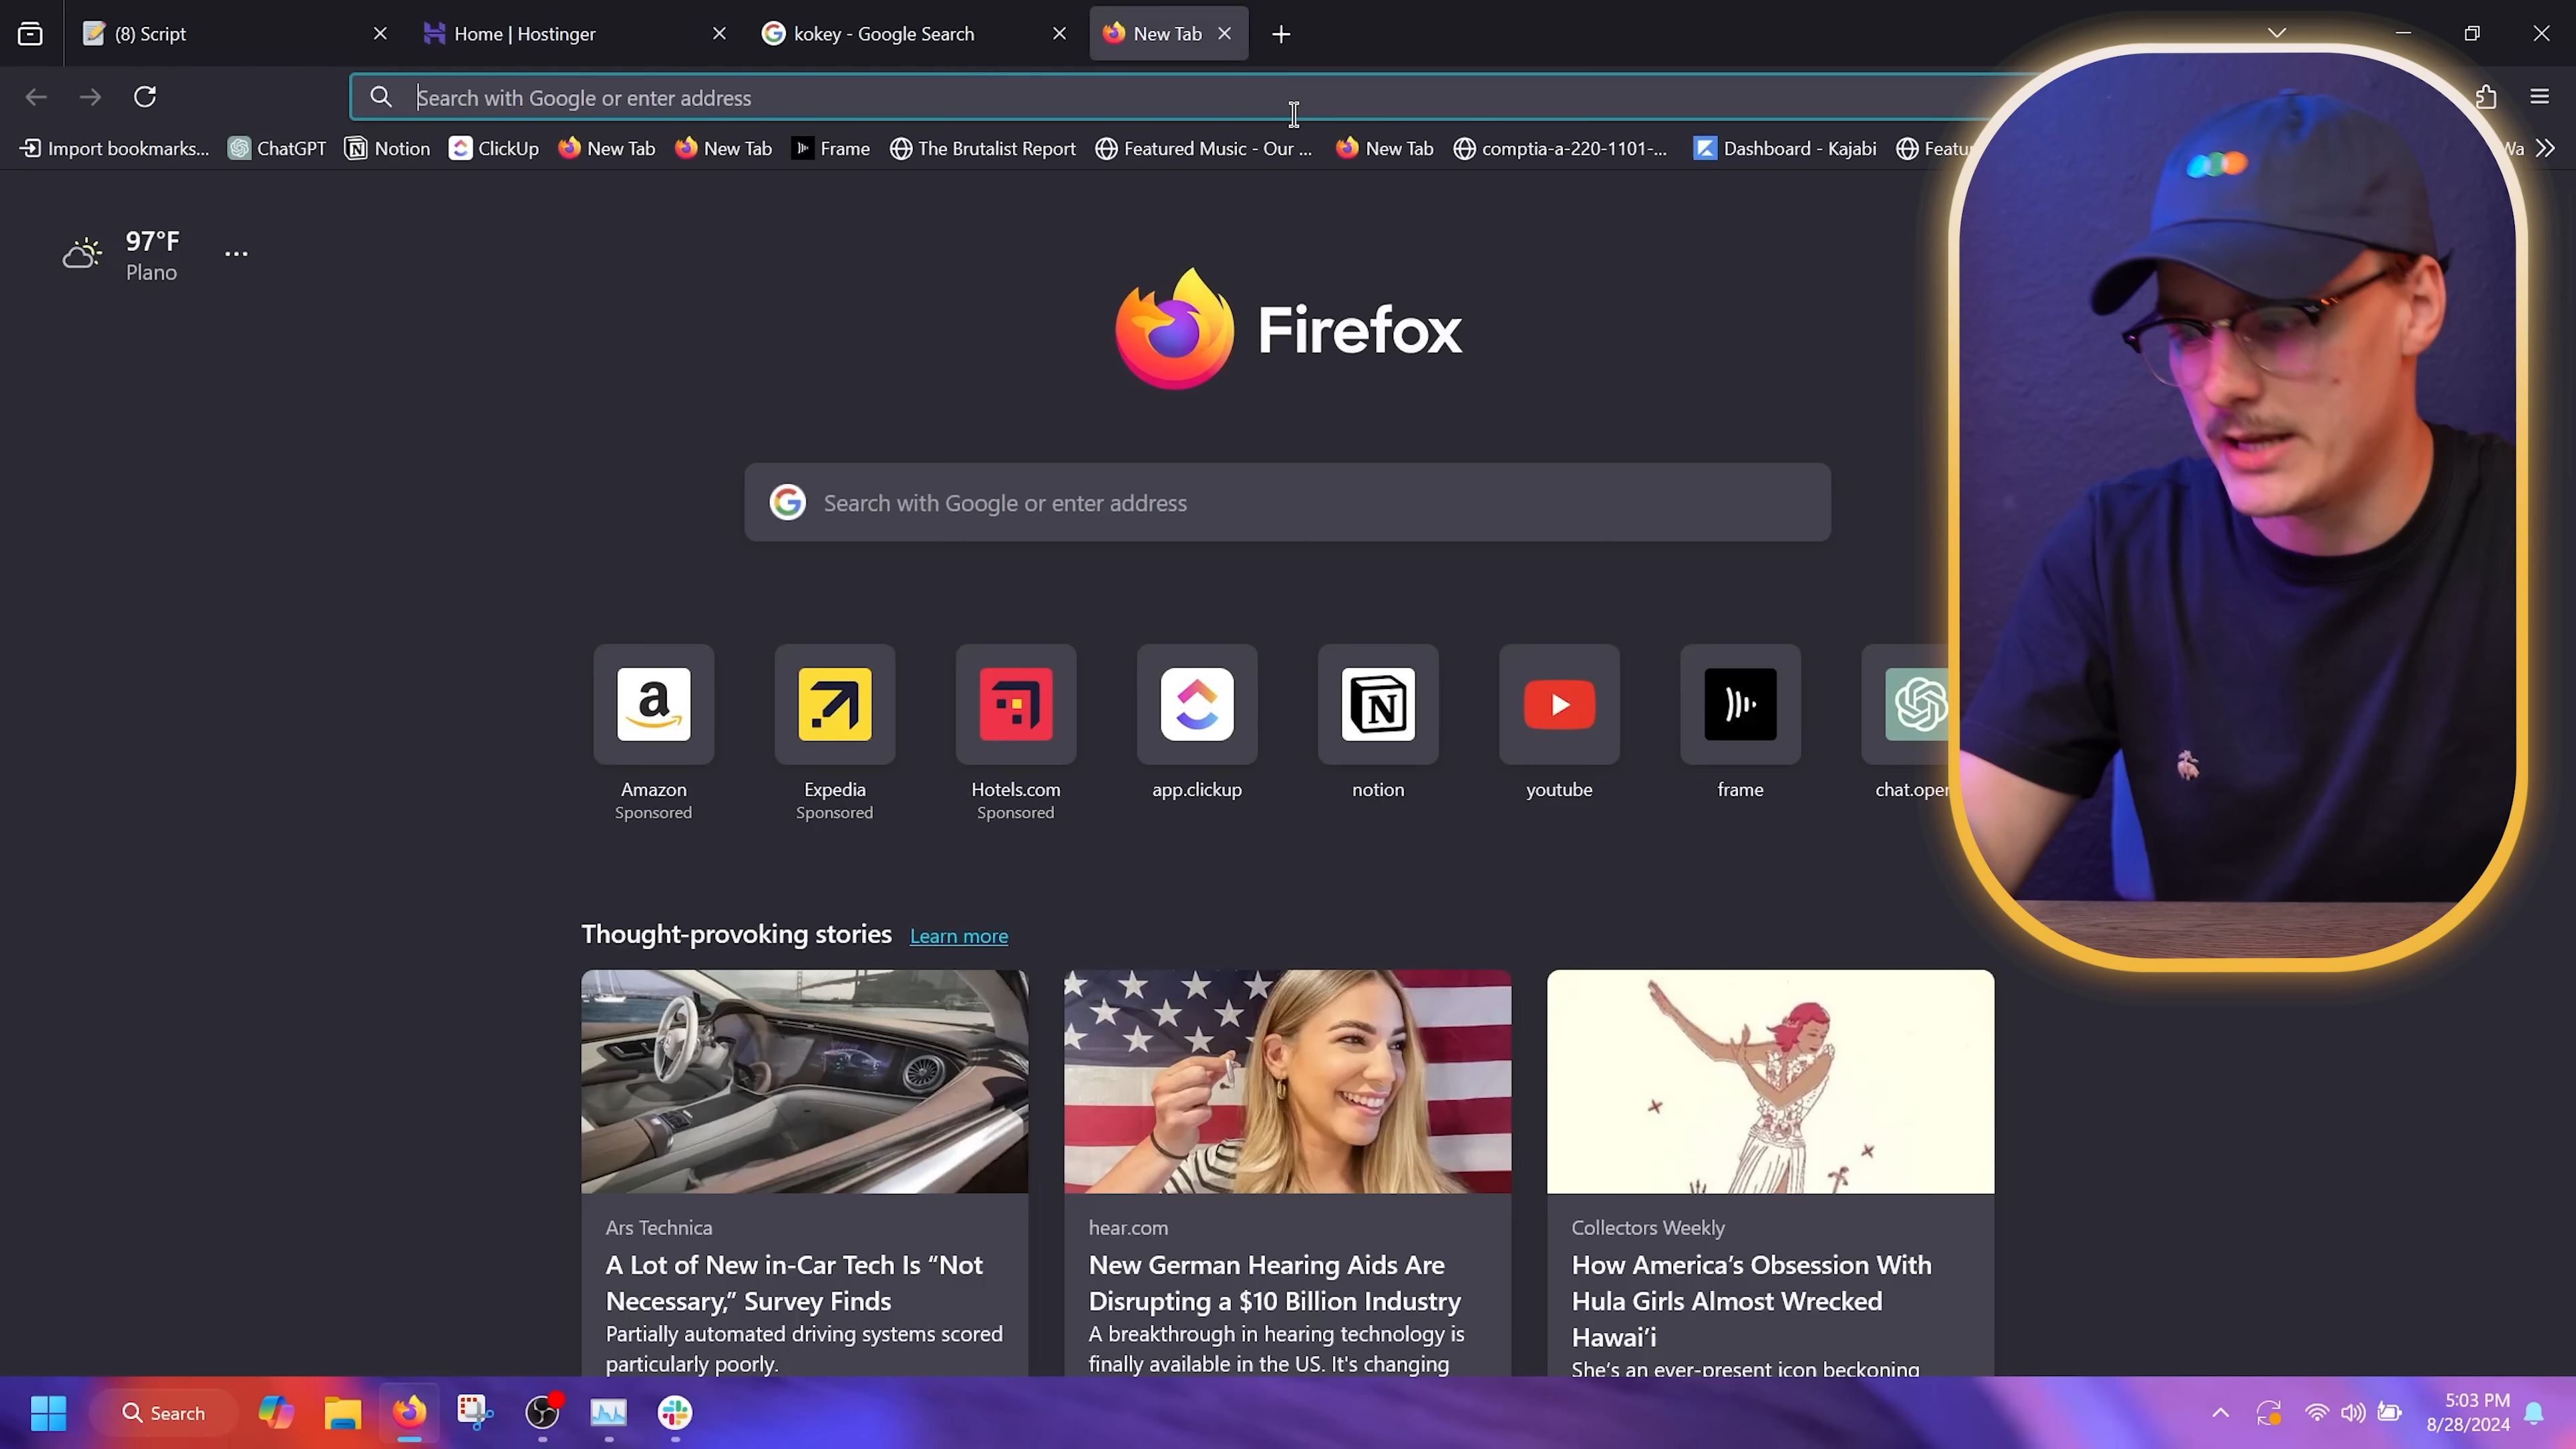 (8) Script
Home | Hostinger
kokey - Google Search
New Tab
Search with Google or enter address
Import bookmarks...
ChatGPT
Notion
ClickUp
New Tab
New Tab
Frame
The Brutalist Report
Featured Music - Our ...
New Tab
comptia-a-220-1101-...
Dashboard - Kajabi
Featu
Wa
97°F
Plano
Firefox
Search with Google or enter address
Amazon
Sponsored
Expedia
Sponsored
Hotels.com
Sponsored
app.clickup
notion
youtube
frame
chat.oper
Thought-provoking stories Learn more
Ars Technica
A Lot of New in-Car Tech Is “Not
Necessary,” Survey Finds
Partially automated driving systems scored
particularly poorly.
hear.com
New German Hearing Aids Are
Disrupting a $10 Billion Industry
A breakthrough in hearing technology is
finally available in the US. It's changing
Collectors Weekly
How America’s Obsession With
Hula Girls Almost Wrecked
Hawai‘i
She’s an ever-present icon beckoning
Search
5:03 PM
8/28/2024